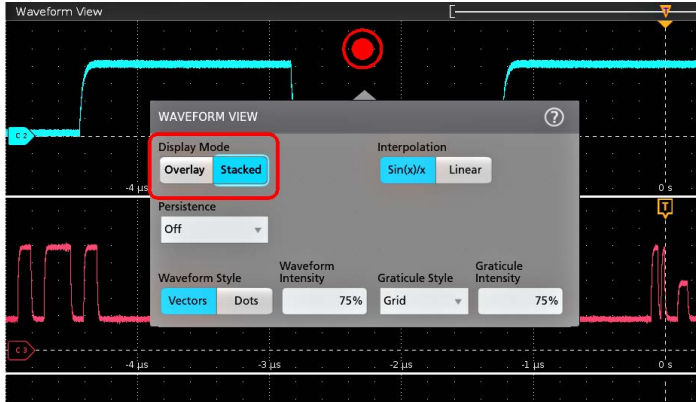 Waveform View
T
C 2
WAVEFORM VIEW ?
Display Mode Interpolation
Overlay Stacked Sin(x)/x Linear
-4 µs 0 s
Persistence
T
Off
Waveform Style Waveform Intensity Graticule Style Graticule Intensity
Vectors Dots 75% Grid 75%
C 3
-4 µs -3 µs -2 µs -1 µs 0 s